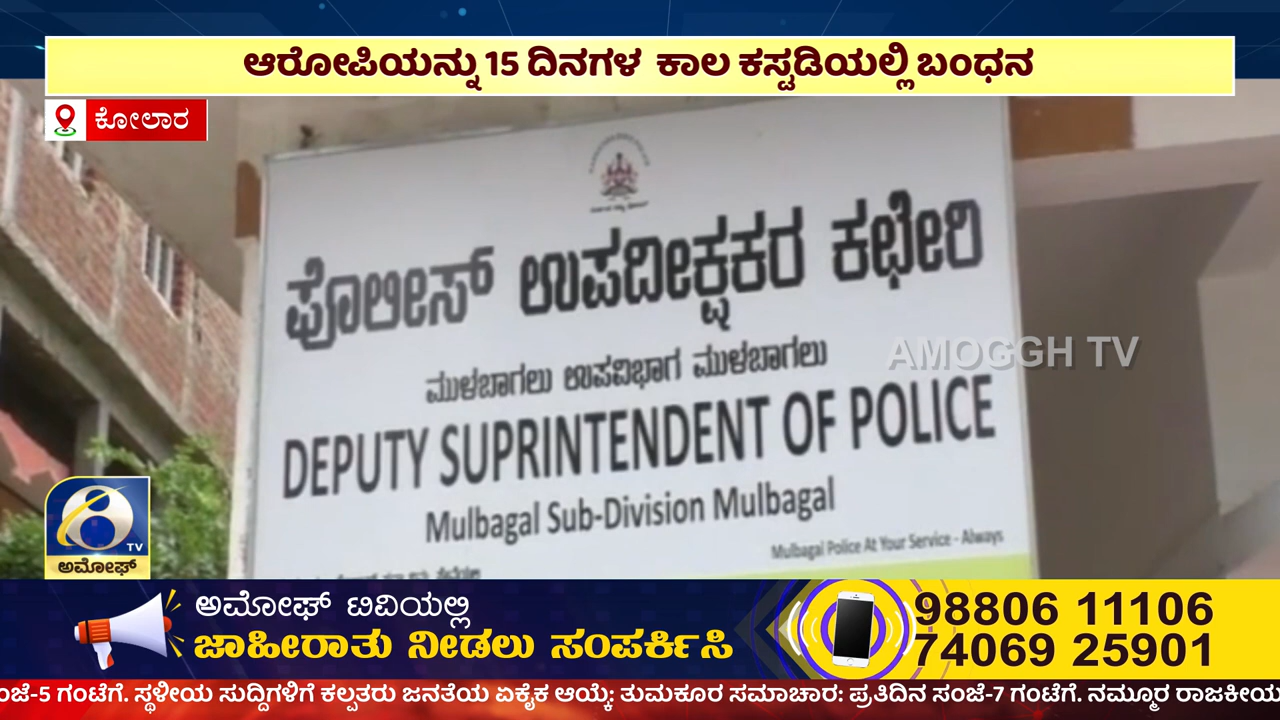 ಆರೋಪಿಯನ್ನು 15 ದಿನಗಳ ಕಾಲ ಕಸ್ಟಡಿಯಲ್ಲಿ ಬಂಧನ
ಕೋಲಾರ
ಪೊಲೀಸ್ ಉಪದೀಕ್ಷಕರ ಕಛೇರಿ
ಮುಳಬಾಗಲು ಉಪವಿಭಾಗ ಮುಳಬಾಗಲು
AMOGGH TV
DEPUTY SUPRINTENDENT OF POLICE
Mulbagal Sub-Division Mulbagal
Mulbagal Police At Your Service - Always
TV
ಅಮೋಘ್
ಅಮೋಘ್ ಟಿವಿಯಲ್ಲಿ
ಜಾಹೀರಾತು ನೀಡಲು ಸಂಪರ್ಕಿಸಿ
98806 11106
74069 25901
ಸಂಜೆ-5 ಗಂಟೆಗೆ. ಸ್ಥಳೀಯ ಸುದ್ದಿಗಳಿಗೆ ಕಲ್ಪತರು ಜನತೆಯ ಏಕೈಕ ಆಯ್ಕೆ: ತುಮಕೂರ ಸಮಾಚಾರ: ಪ್ರತಿದಿನ ಸಂಜೆ-7 ಗಂಟೆಗೆ. ನಮ್ಮೂರ ರಾಜಕೀಯ